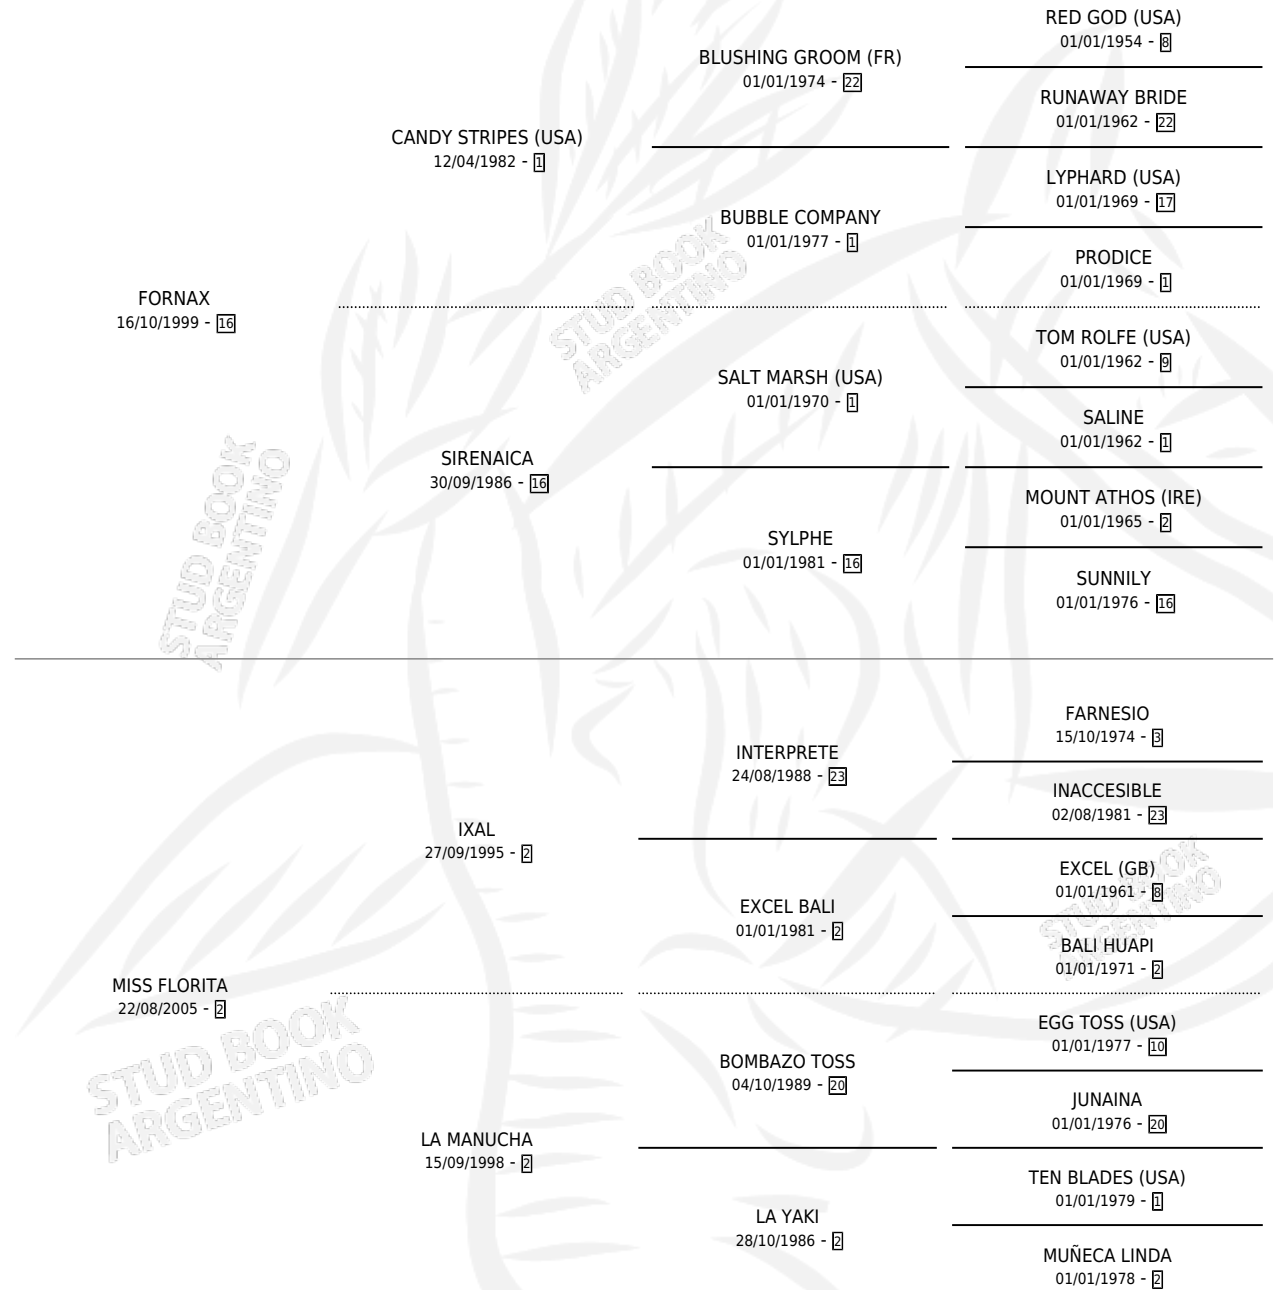 RED GOD (USA)
01/01/1954 - 8
BLUSHING GROOM (FR)
01/01/1974 - 22
RUNAWAY BRIDE
01/01/1962 - 22
CANDY STRIPES (USA)
12/04/1982 - 1
LYPHARD (USA)
01/01/1969 - 17
BUBBLE COMPANY
01/01/1977 - 1
PRODICE
01/01/1969 - 1
STUD BOOK
ARGENTINO
FORNAX
16/10/1999 - 16
TOM ROLFE (USA)
01/01/1962 - 9
SALT MARSH (USA)
01/01/1970 - 1
SALINE
01/01/1962 - 1
SIRENAICA
30/09/1986 - 16
MOUNT ATHOS (IRE)
01/01/1965 - 2
SYLPHE
01/01/1981 - 16
SUNNILY
01/01/1976 - 16
STUD BOOK
ARGENTINO
FARNESIO
15/10/1974 - 3
INTERPRETE
24/08/1988 - 23
INACCESIBLE
02/08/1981 - 23
IXAL
27/09/1995 - 2
EXCEL (GB)
01/01/1961 - 8
EXCEL BALI
01/01/1981 - 2
STUD BOOK
ARGENTINO
BALI HUAPI
01/01/1971 - 2
MISS FLORITA
22/08/2005 - 2
STUD BOOK
ARGENTINO
EGG TOSS (USA)
01/01/1977 - 10
BOMBAZO TOSS
04/10/1989 - 20
JUNAINA
01/01/1976 - 20
LA MANUCHA
15/09/1998 - 2
TEN BLADES (USA)
01/01/1979 - 1
LA YAKI
28/10/1986 - 2
MUÑECA LINDA
01/01/1978 - 2